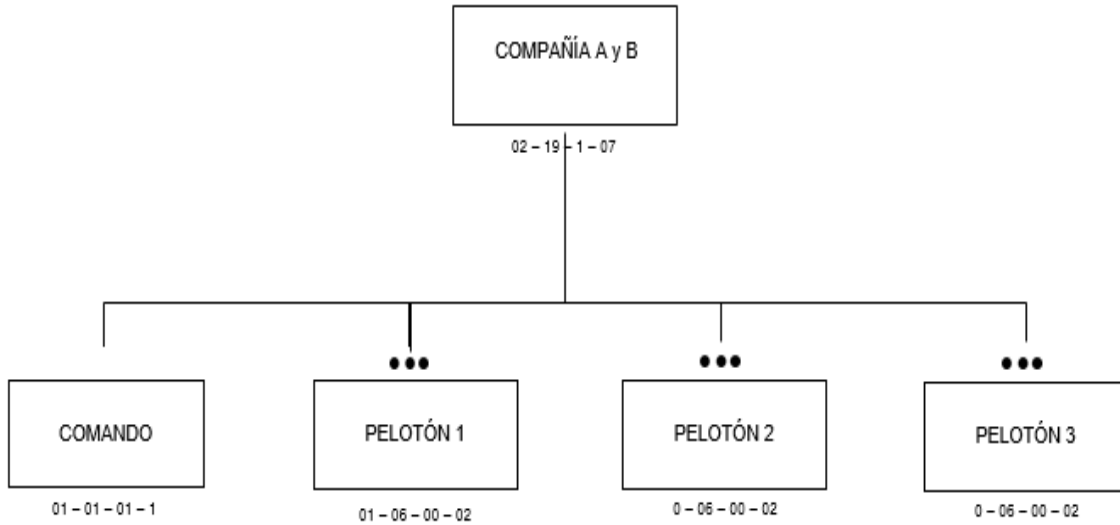 COMPAÑÍA A y B
02 – 19 – 1 – 07
COMANDO
01 – 01 – 01 – 1
PELOTÓN 1
01 – 06 – 00 – 02
PELOTÓN 2
0 – 06 – 00 – 02
PELOTÓN 3
0 – 06 – 00 – 02